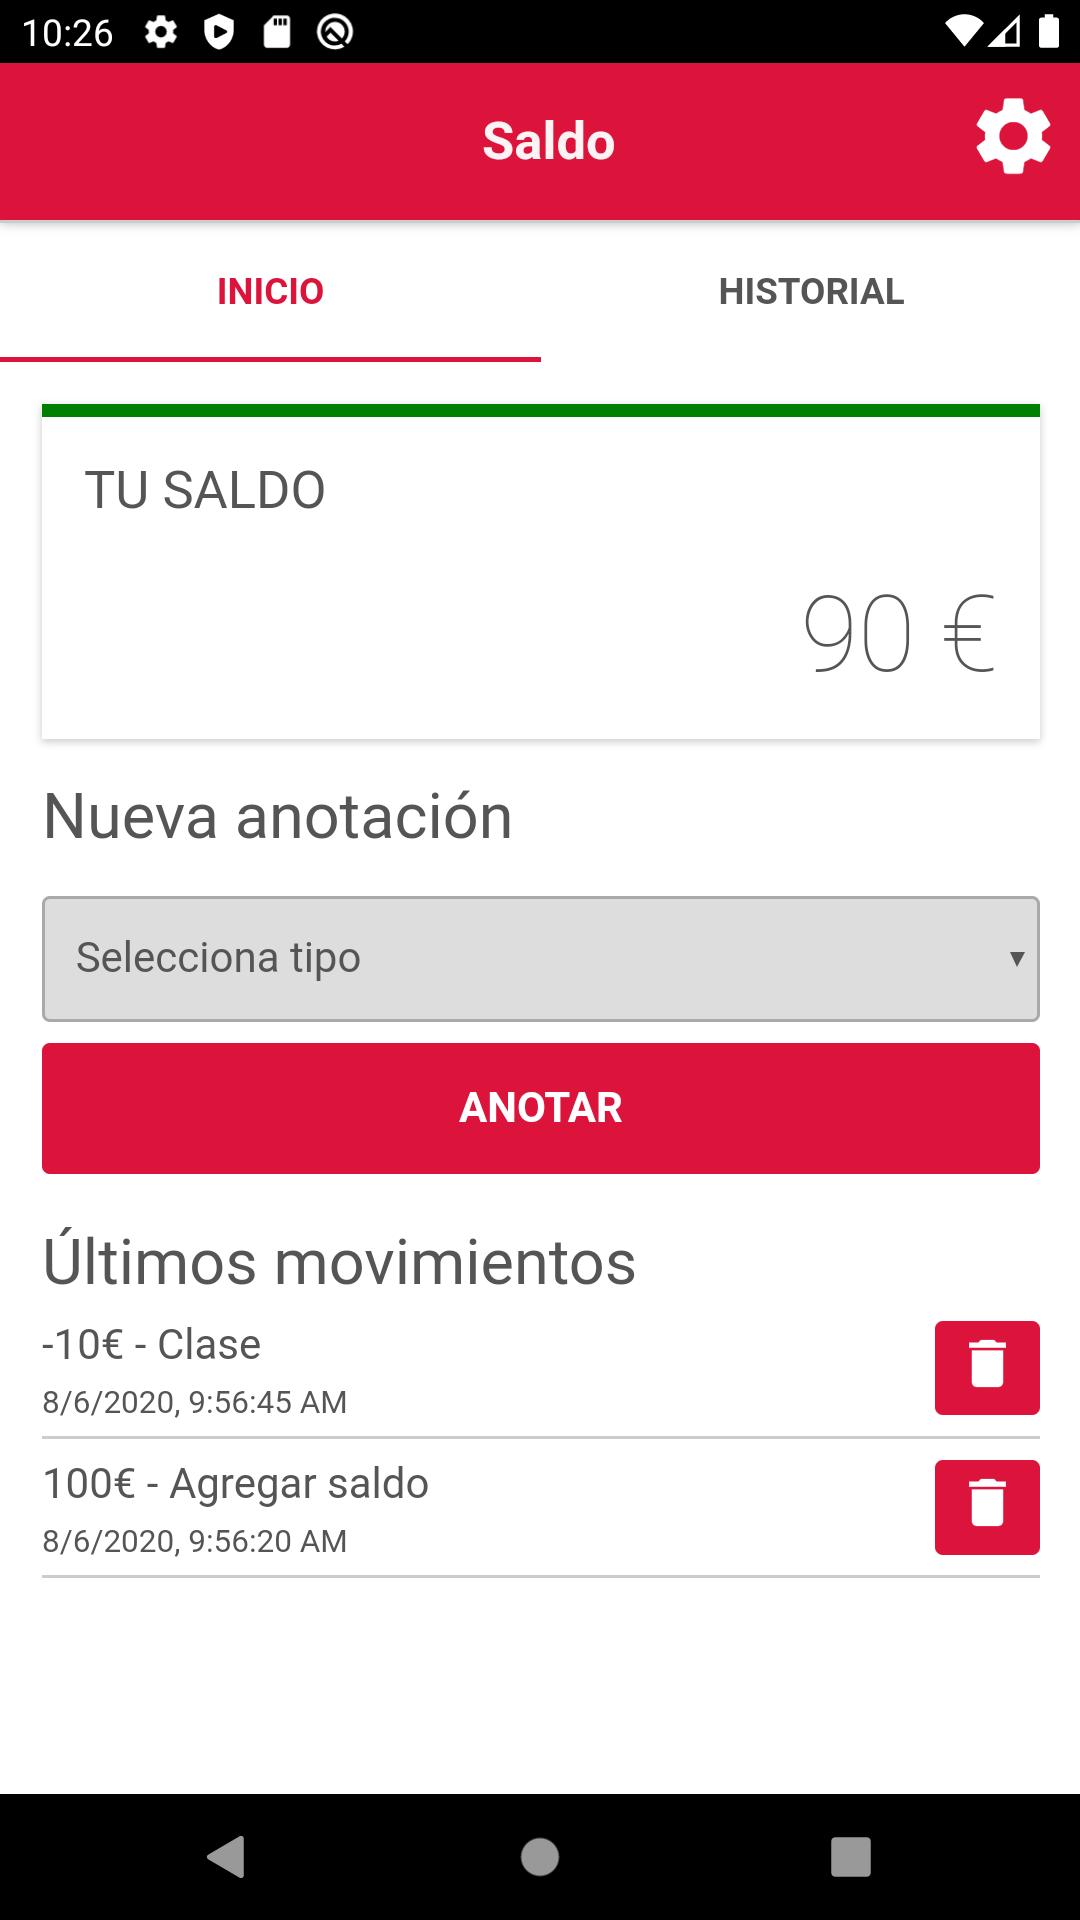 10:26
Saldo
INICIO
HISTORIAL
TU SALDO
90 €
Nueva anotación
Selecciona tipo
ANOTAR
Últimos movimientos
-10€ - Clase
8/6/2020, 9:56:45 AM
100€ - Agregar saldo
8/6/2020, 9:56:20 AM